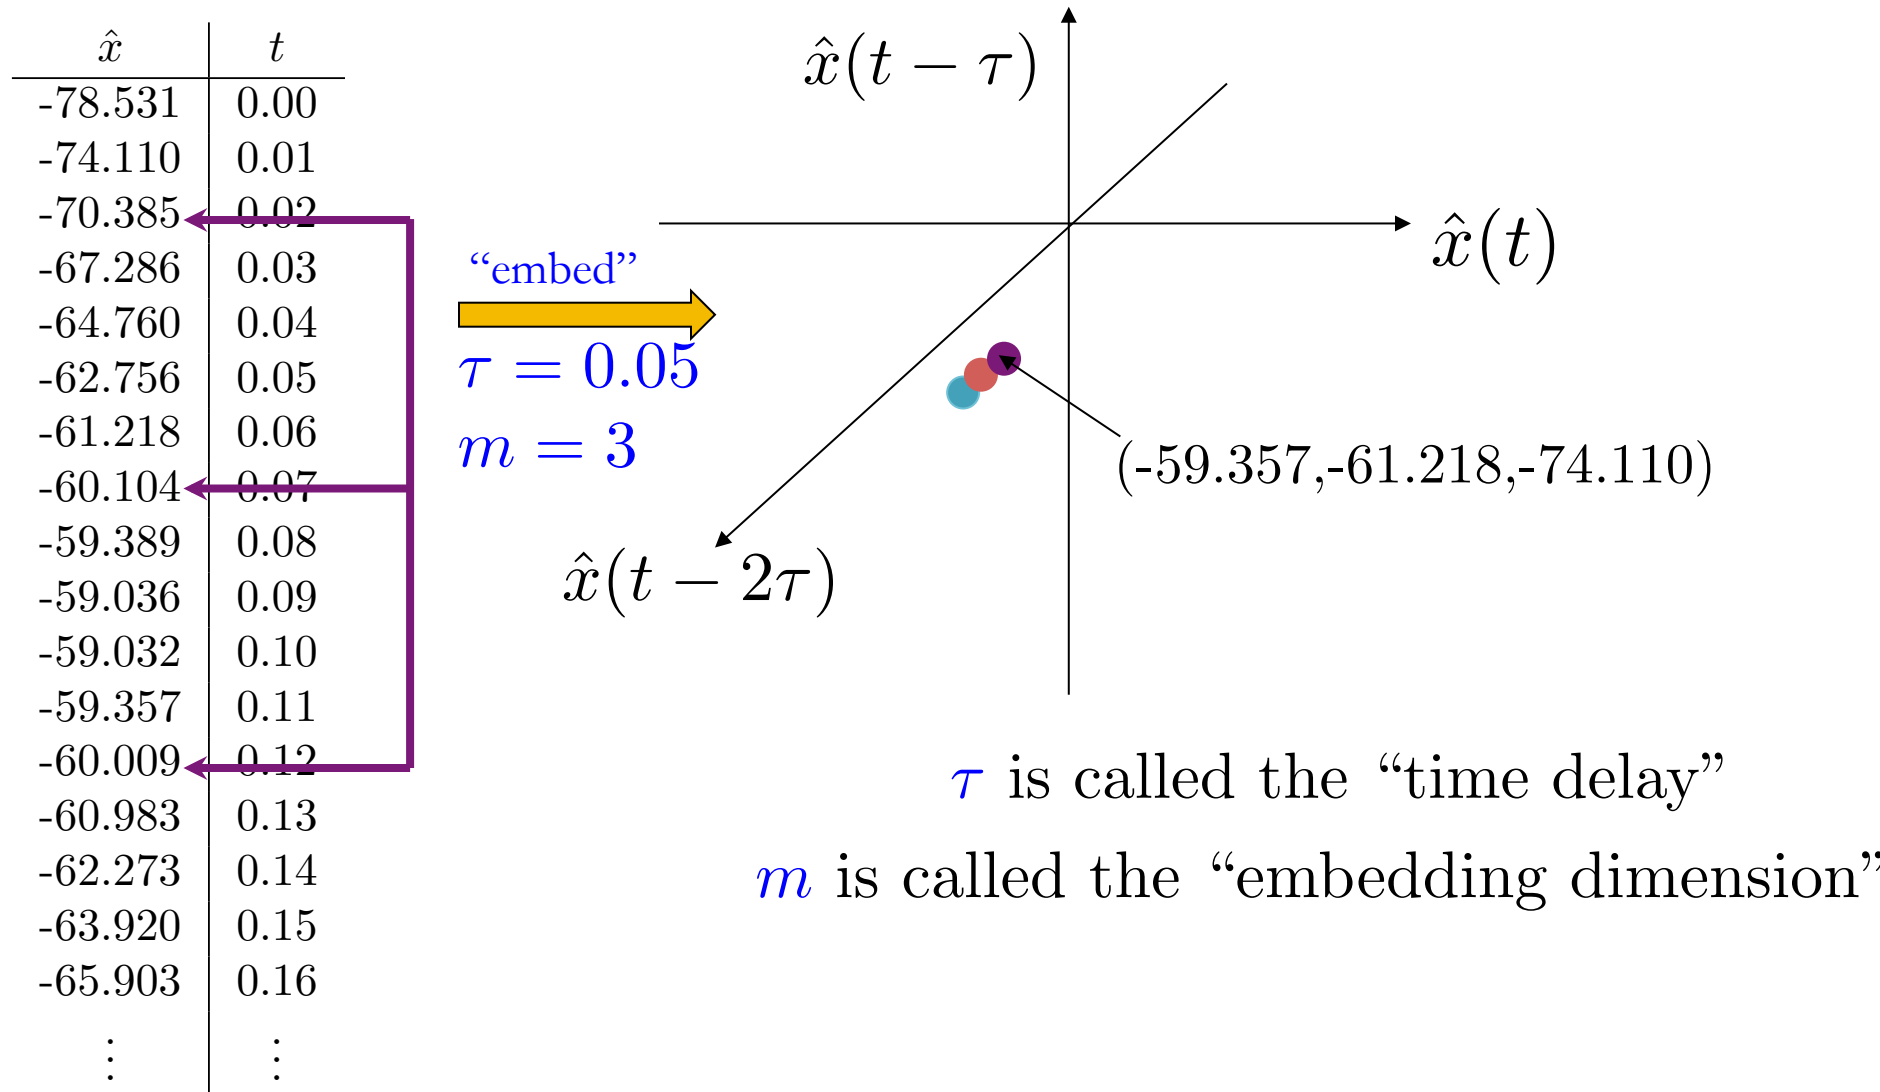 x̂ t
-78.531 0.00
-74.110 0.01
-70.385 0.02
-67.286 0.03
-64.760 0.04
-62.756 0.05
-61.218 0.06
-60.104 0.07
-59.389 0.08
-59.036 0.09
-59.032 0.10
-59.357 0.11
-60.009 0.12
-60.983 0.13
-62.273 0.14
-63.920 0.15
-65.903 0.16
⋮ ⋮
“embed”
τ = 0.05
m = 3
x̂(t − τ)
x̂(t)
x̂(t − 2τ)
(-59.357,-61.218,-74.110)
τ is called the “time delay”
m is called the “embedding dimension”